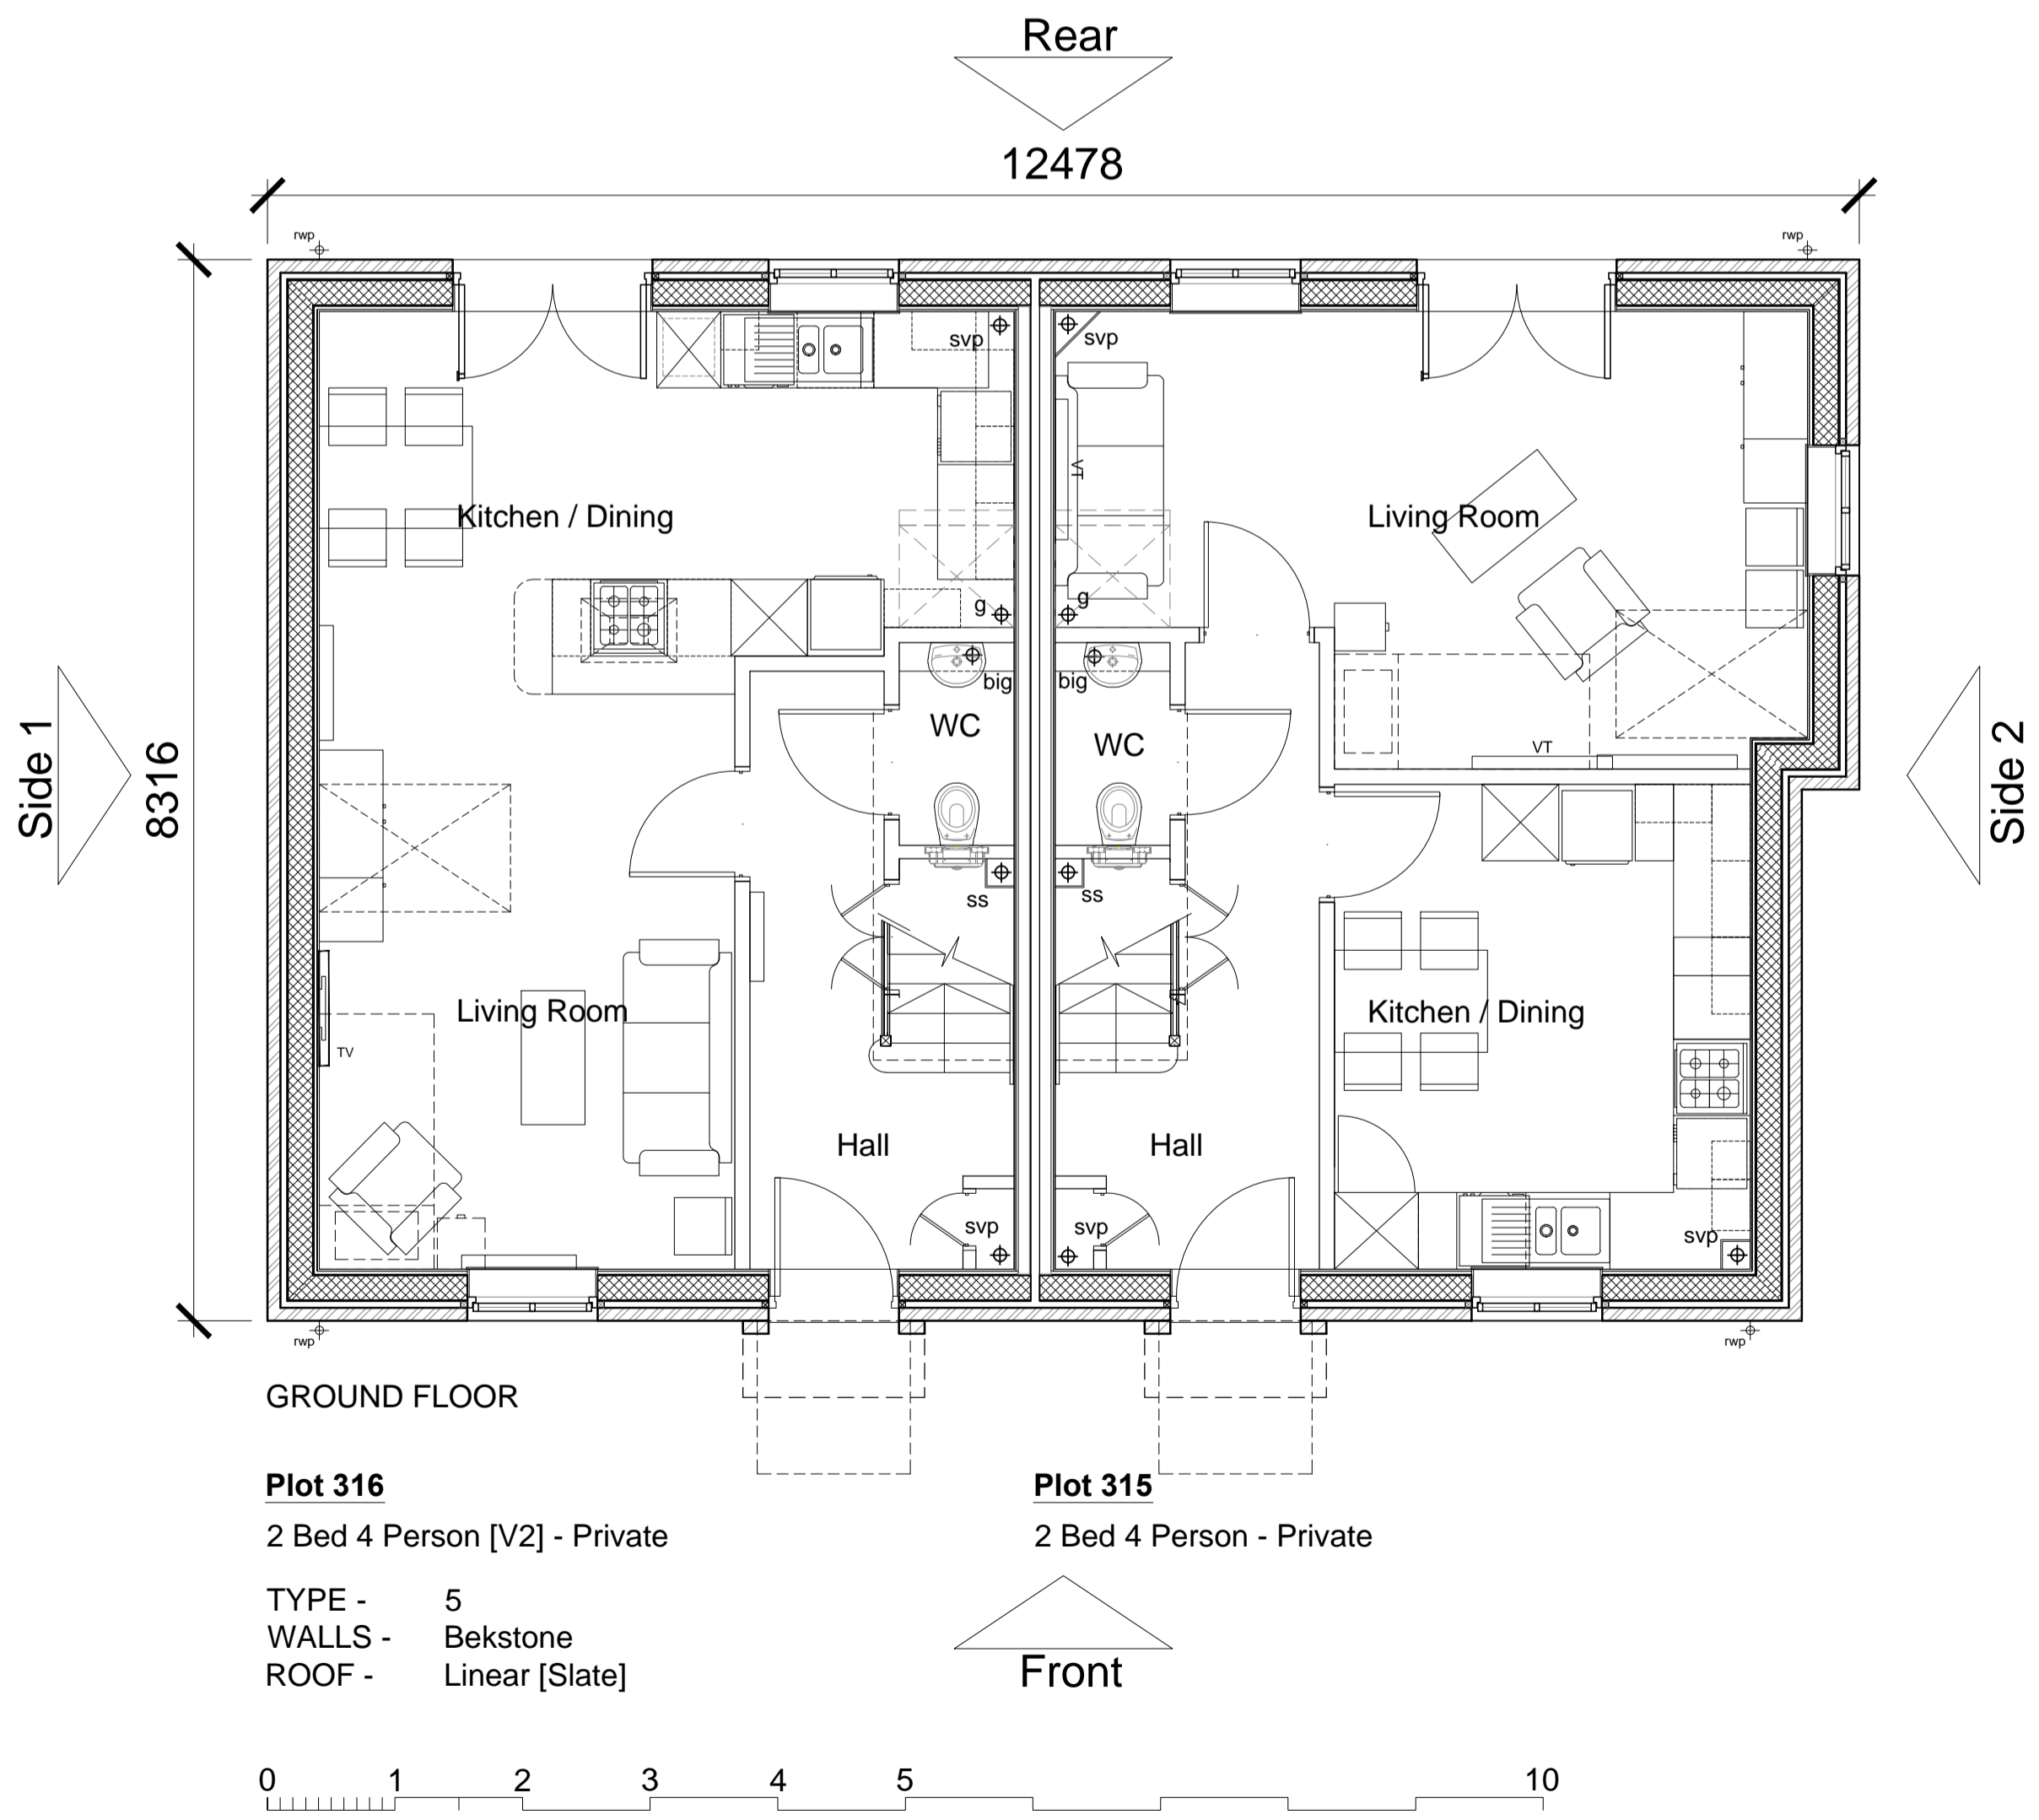 Rear
12478
rwp
rwp
svp
svp
VT
Kitchen / Dining
Living Room
g
g
big
big
WC
WC
Side 1
8316
Side 2
VT
ss
ss
Living Room
Kitchen / Dining
TV
Hall
Hall
svp
svp
svp
rwp
rwp
GROUND FLOOR
Plot 316
Plot 315
2 Bed 4 Person [V2] - Private
2 Bed 4 Person - Private
TYPE - 5
WALLS - Bekstone
ROOF - Linear [Slate]
Front
0 1 2 3 4 5 10